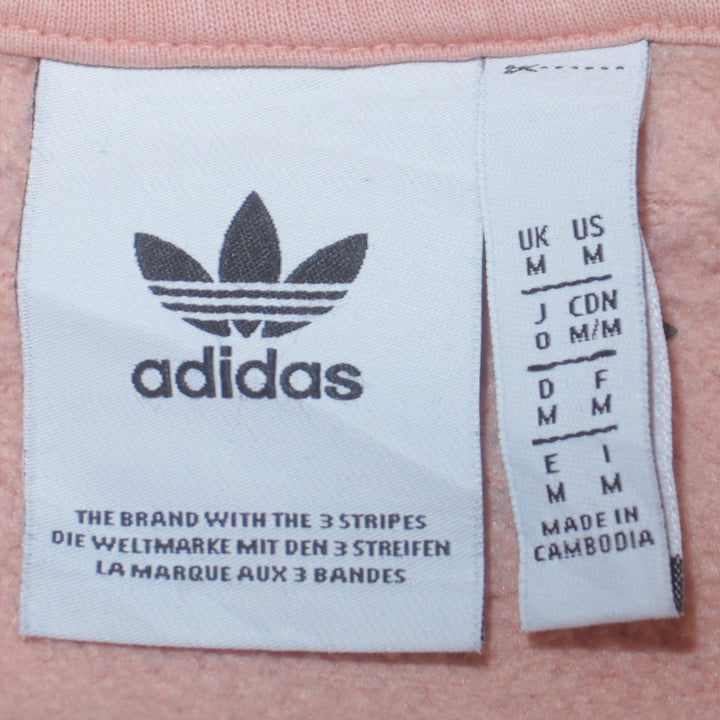 adidas
THE BRAND WITH THE 3 STRIPES
DIE WELTMARKE MIT DEN 3 STREIFEN
LA MARQUE AUX 3 BANDES
UK US
M M
J CDN
O M/M
D F
M M
E I
M M
MADE IN
CAMBODIA